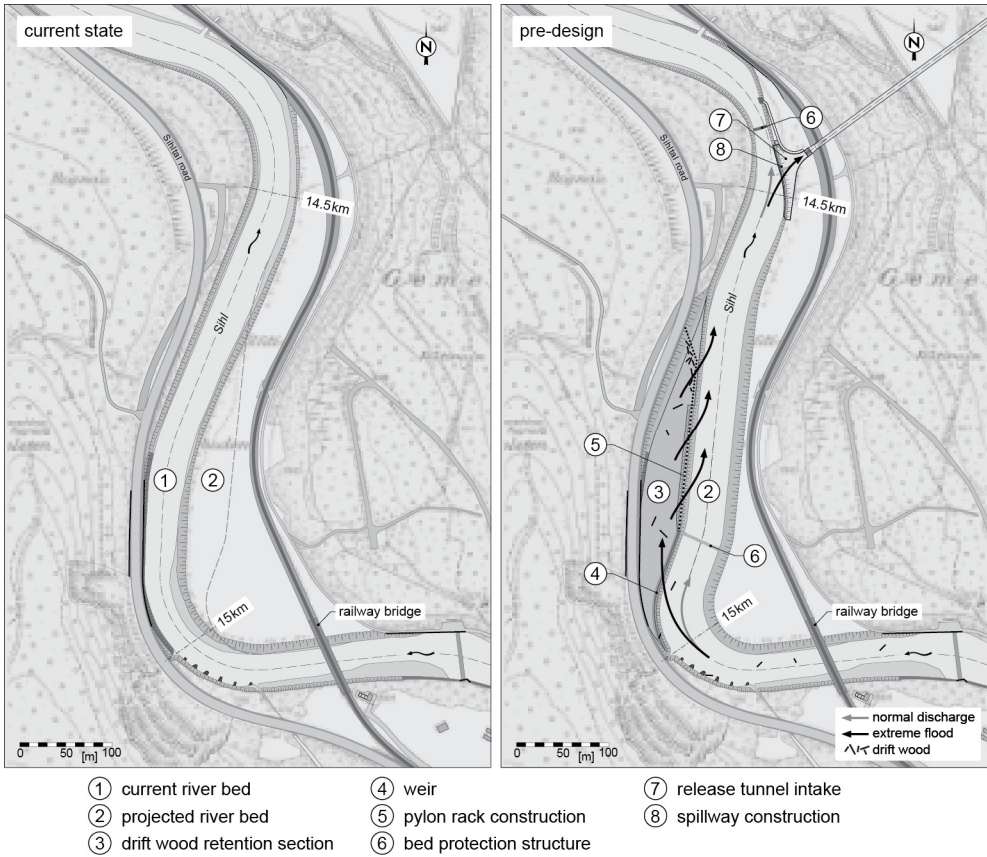 current state
N
Sihltal road
14.5km
Sihl
1
2
15km
railway bridge
0 50 100
[m]
pre-design
N
6
7
8
Sihltal road
14.5km
Sihl
5
3
2
6
4
15km
railway bridge
normal discharge
extreme flood
drift wood
0 50 100
[m]
1 current river bed
2 projected river bed
3 drift wood retention section
4 weir
5 pylon rack construction
6 bed protection structure
7 release tunnel intake
8 spillway construction